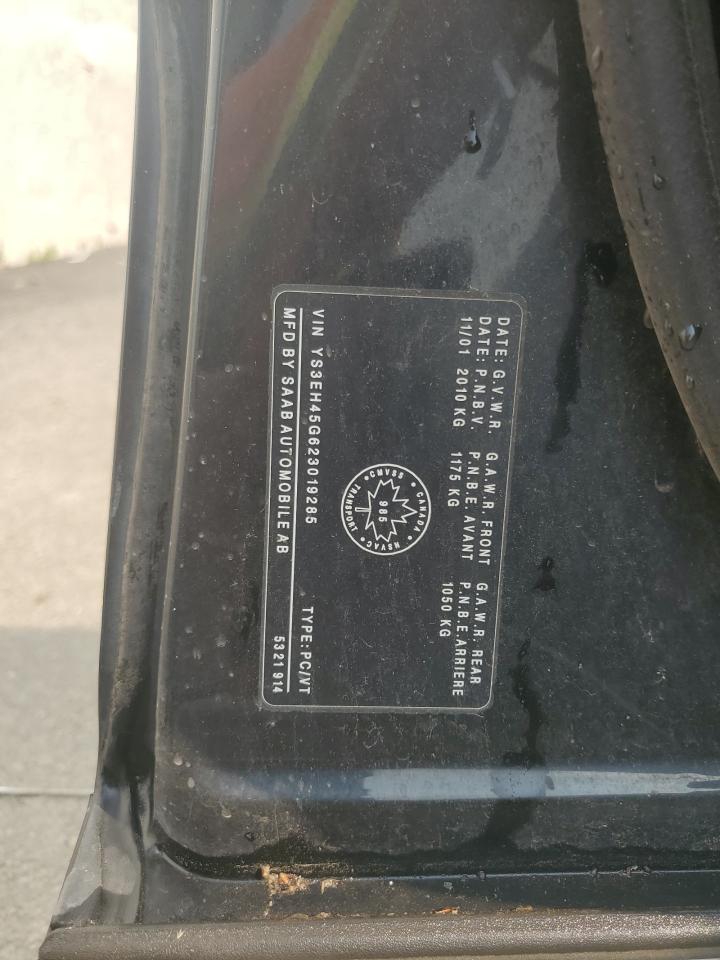 DATE: G.V.W.R. G.A.W.R. FRONT G.A.W.R. REAR
DATE: P.N.B.V. P.N.B.E. AVANT P.N.B.E. ARRIERE
11/01 2010 KG 1175 KG 1050 KG
CMVSS • CANADA • NSVAC • TRANSPORT
985
VIN YS3EH45G623019285 TYPE: PC/VT
MFD BY SAAB AUTOMOBILE AB 5321914